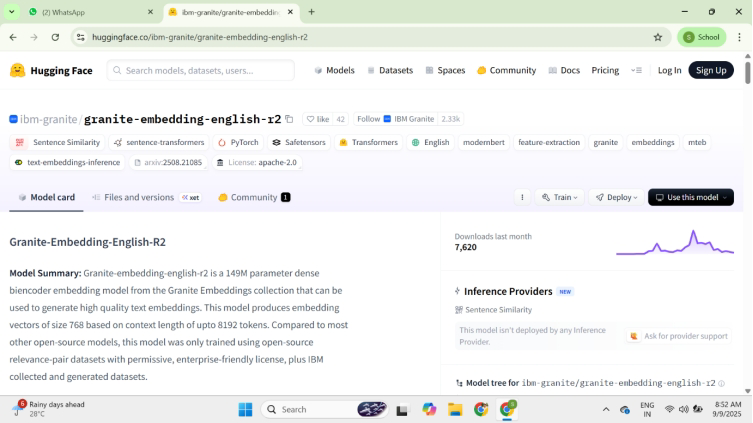 (2) WhatsApp
ibm-granite/granite-embedding
huggingface.co/ibm-granite/granite-embedding-english-r2
S School
Hugging Face
Search models, datasets, users...
Models Datasets Spaces Community Docs Pricing Log In Sign Up
ibm-granite/granite-embedding-english-r2 like 42 Follow IBM Granite 2.33k
Sentence Similarity sentence-transformers PyTorch Safetensors Transformers English modernbert feature-extraction granite embeddings mteb
text-embeddings-inference arxiv:2508.21085 License: apache-2.0
Model card Files and versions xet Community 1 Train Deploy Use this model
Granite-Embedding-English-R2
Model Summary: Granite-embedding-english-r2 is a 149M parameter dense
biencoder embedding model from the Granite Embeddings collection that can be
used to generate high quality text embeddings. This model produces embedding
vectors of size 768 based on context length of upto 8192 tokens. Compared to most
other open-source models, this model was only trained using open-source
relevance-pair datasets with permissive, enterprise-friendly license, plus IBM
collected and generated datasets.
Downloads last month
7,620
Inference Providers NEW
Sentence Similarity
This model isn't deployed by any Inference
Provider.
Ask for provider support
Model tree for ibm-granite/granite-embedding-english-r2
6
Rainy days ahead
28°C
Search
ENG
IN
8:52 AM
9/9/2025